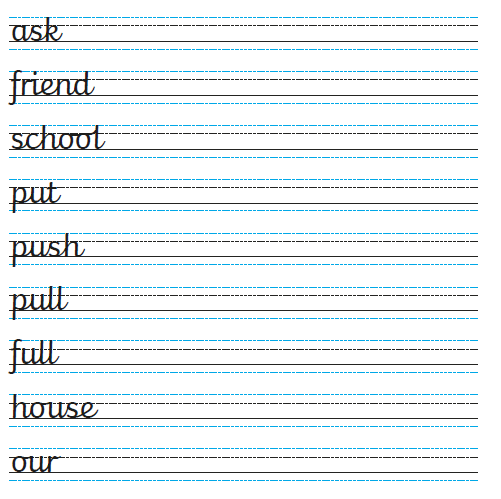 ask
friend
school
put
push
pull
full
house
our